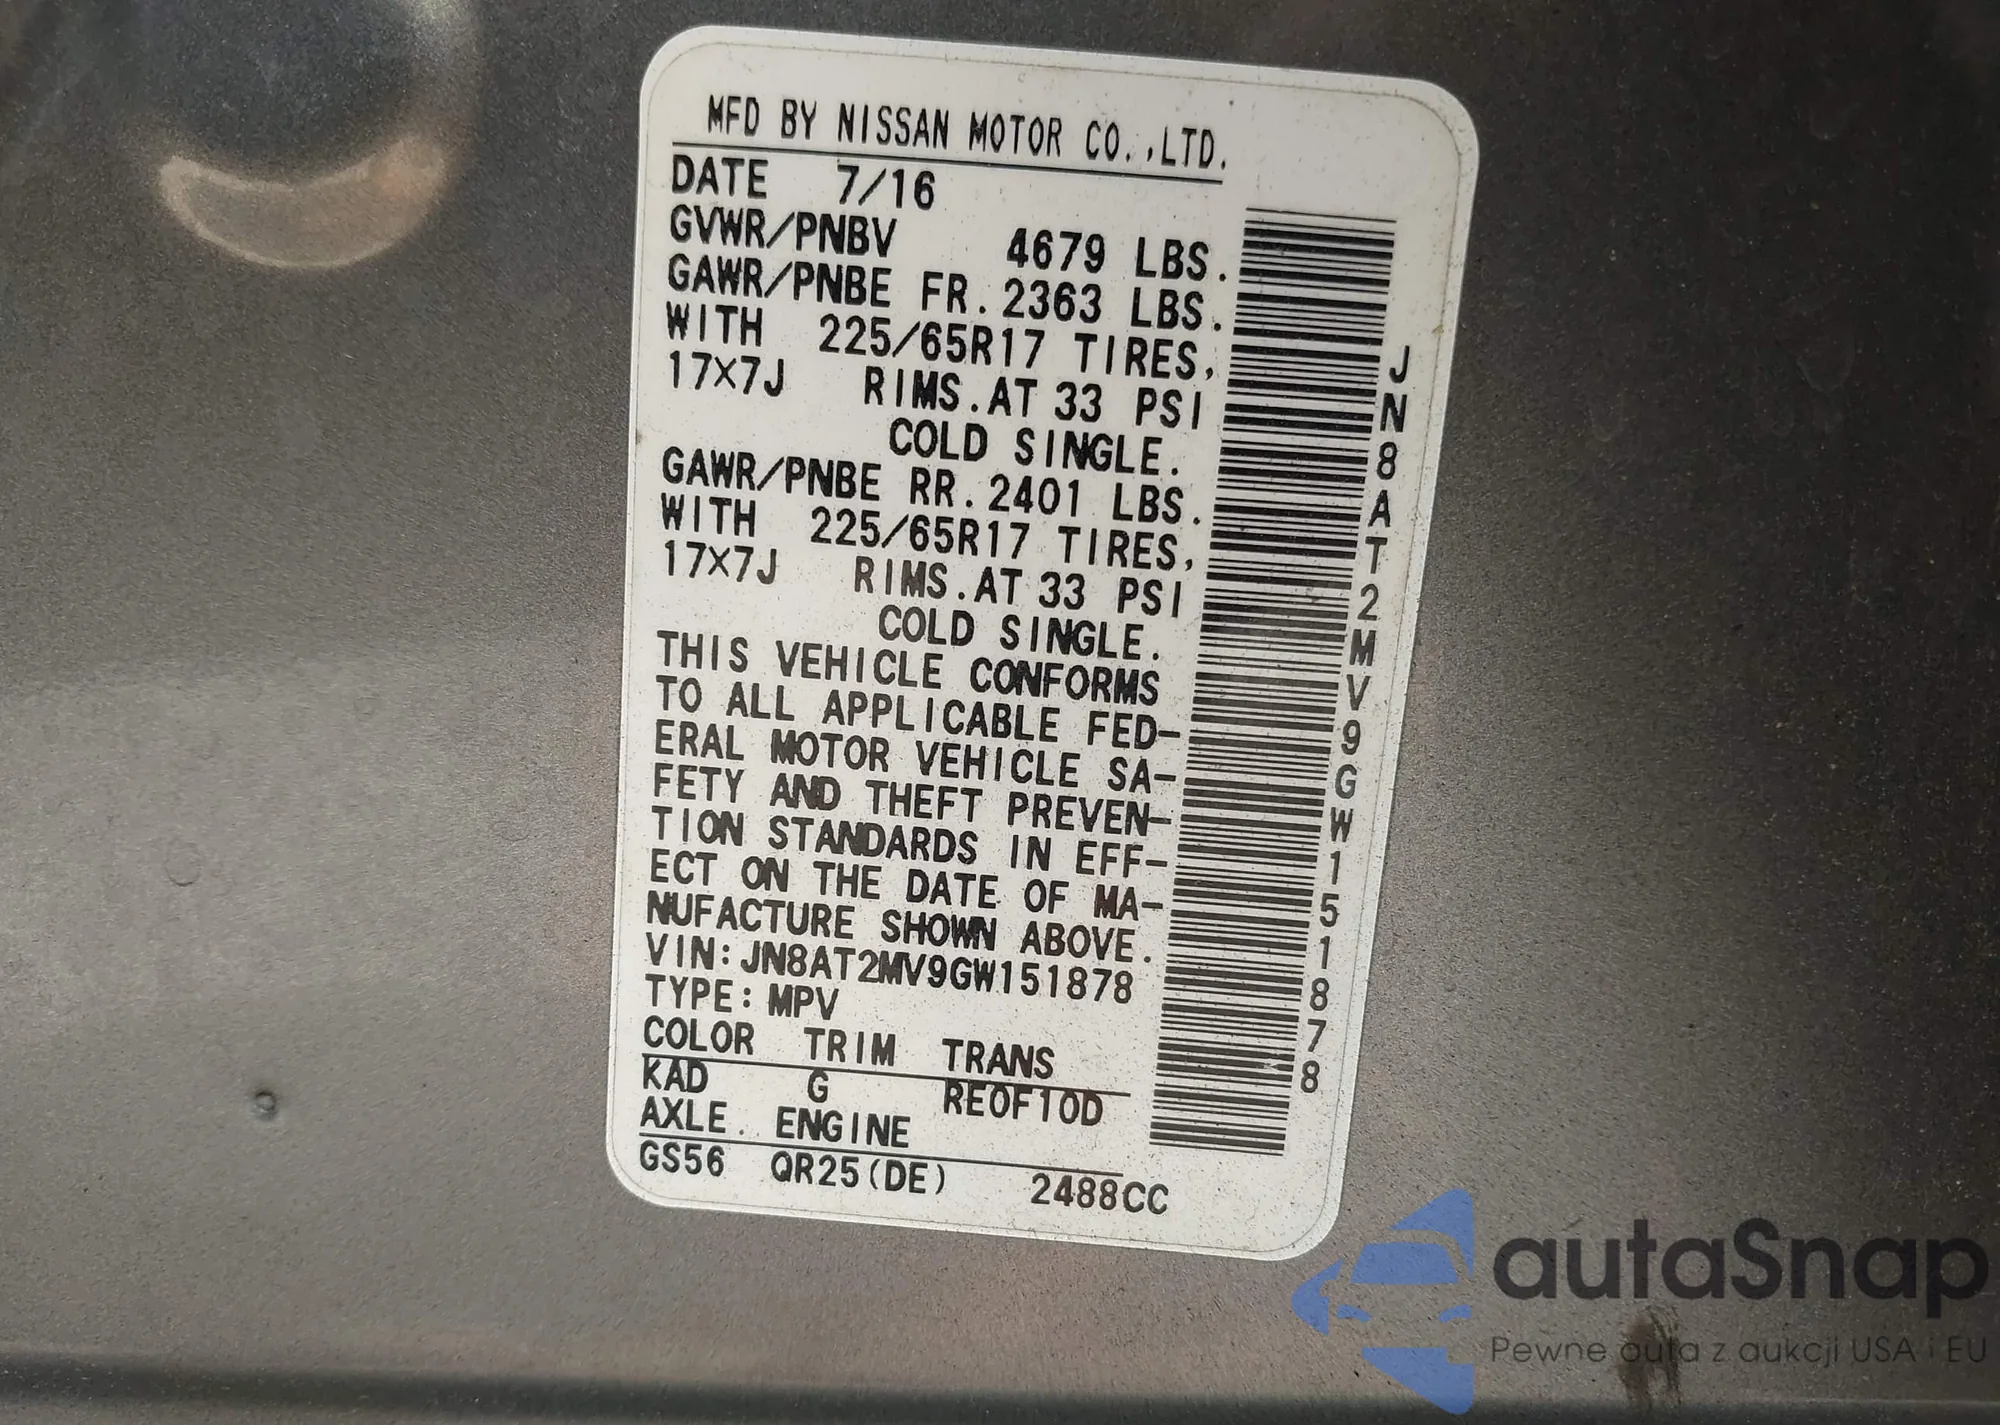 MFD BY NISSAN MOTOR CO.,LTD.
DATE 7/16
GVWR/PNBV 4679 LBS.
GAWR/PNBE FR. 2363 LBS.
WITH 225/65R17 TIRES,
17X7J RIMS.AT 33 PSI
COLD SINGLE.
GAWR/PNBE RR. 2401 LBS.
WITH 225/65R17 TIRES,
17X7J RIMS.AT 33 PSI
COLD SINGLE.
THIS VEHICLE CONFORMS
TO ALL APPLICABLE FED-
ERAL MOTOR VEHICLE SA-
FETY AND THEFT PREVEN-
TION STANDARDS IN EFF-
ECT ON THE DATE OF MA-
NUFACTURE SHOWN ABOVE.
VIN:JN8AT2MV9GW151878
TYPE:MPV
COLOR TRIM TRANS
KAD G RE0F10D
AXLE ENGINE
GS56 QR25(DE) 2488CC
JN8AT2MV9GW151878
autaSnap
Pewne auta z aukcji USA i EU